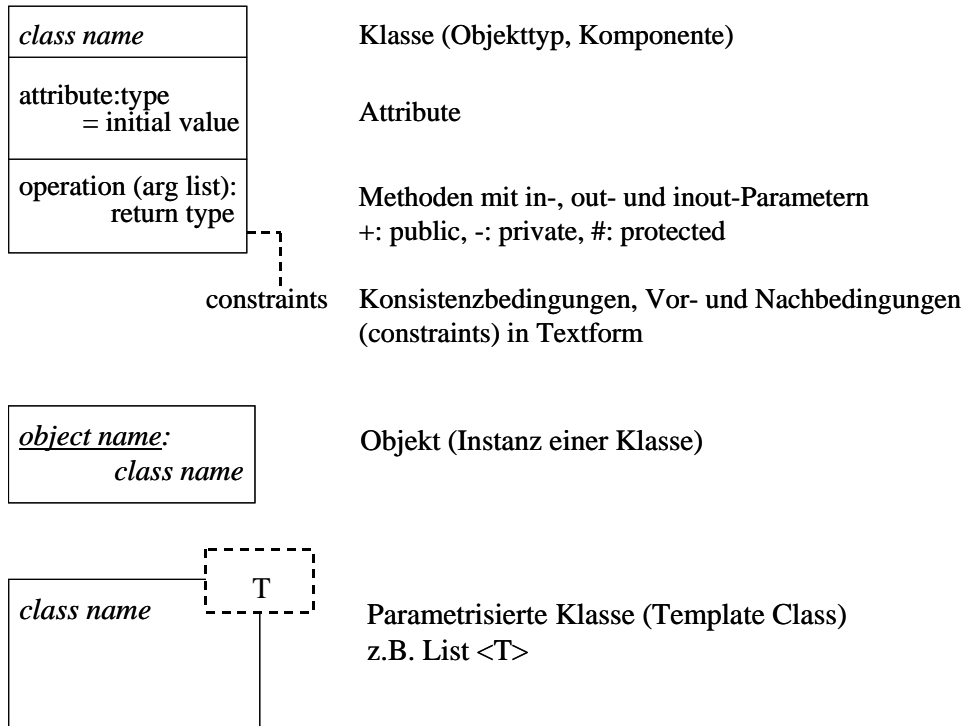 class name
Klasse (Objekttyp, Komponente)
attribute:type
= initial value
Attribute
operation (arg list):
return type
Methoden mit in-, out- und inout-Parametern
+: public, -: private, #: protected
constraints
Konsistenzbedingungen, Vor- und Nachbedingungen
(constraints) in Textform
object name:
class name
Objekt (Instanz einer Klasse)
T
class name
Parametrisierte Klasse (Template Class)
z.B. List <T>